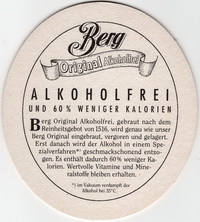 Berg
Original Alkoholfrei
ALKOHOLFREI
UND 60% WENIGER KALORIEN
Berg Original Alkoholfrei, gebraut nach dem
Reinheitsgebot von 1516, wird genau wie unser
Berg Original eingebraut, vergoren und gelagert.
Erst danach wird der Alkohol in einem Spe-
zialverfahren*) geschmackschonend entzo-
gen. Es enthält dadurch 60% weniger Ka-
lorien. Wertvolle Vitamine und Mine-
ralstoffe bleiben erhalten.
*) im Vakuum verdampft der
Alkohol bei 35°C.